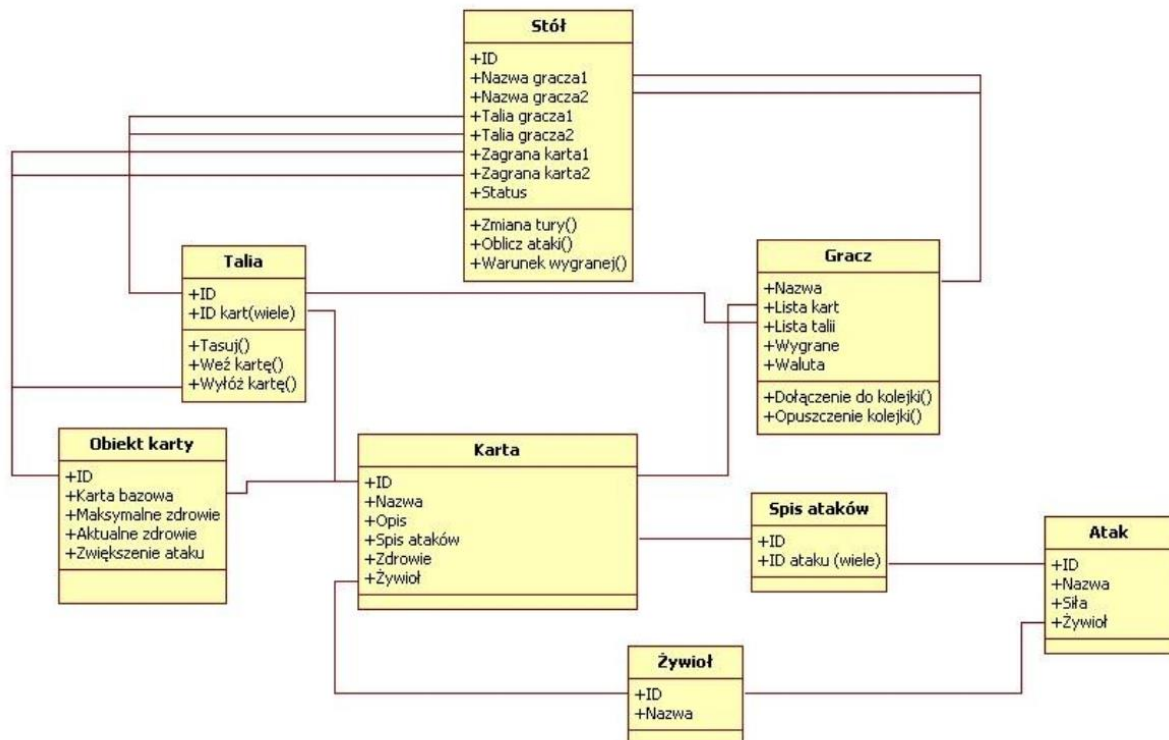 Stół
+ID
+Nazwa gracza1
+Nazwa gracza2
+Talia gracza1
+Talia gracza2
+Zagrana karta1
+Zagrana karta2
+Status
+Zmiana tury()
+Oblicz ataki()
+Warunek wygranej()
Talia
+ID
+ID kart(wiele)
+Tasuj()
+Weź kartę()
+Wyłóż kartę()
Gracz
+Nazwa
+Lista kart
+Lista talii
+Wygrane
+Waluta
+Dołączenie do kolejki()
+Opuszczenie kolejki()
Obiekt karty
+ID
+Karta bazowa
+Maksymalne zdrowie
+Aktualne zdrowie
+Zwiększenie ataku
Karta
+ID
+Nazwa
+Opis
+Spis ataków
+Zdrowie
+Żywioł
Spis ataków
+ID
+ID ataku (wiele)
Atak
+ID
+Nazwa
+Siła
+Żywioł
Żywioł
+ID
+Nazwa